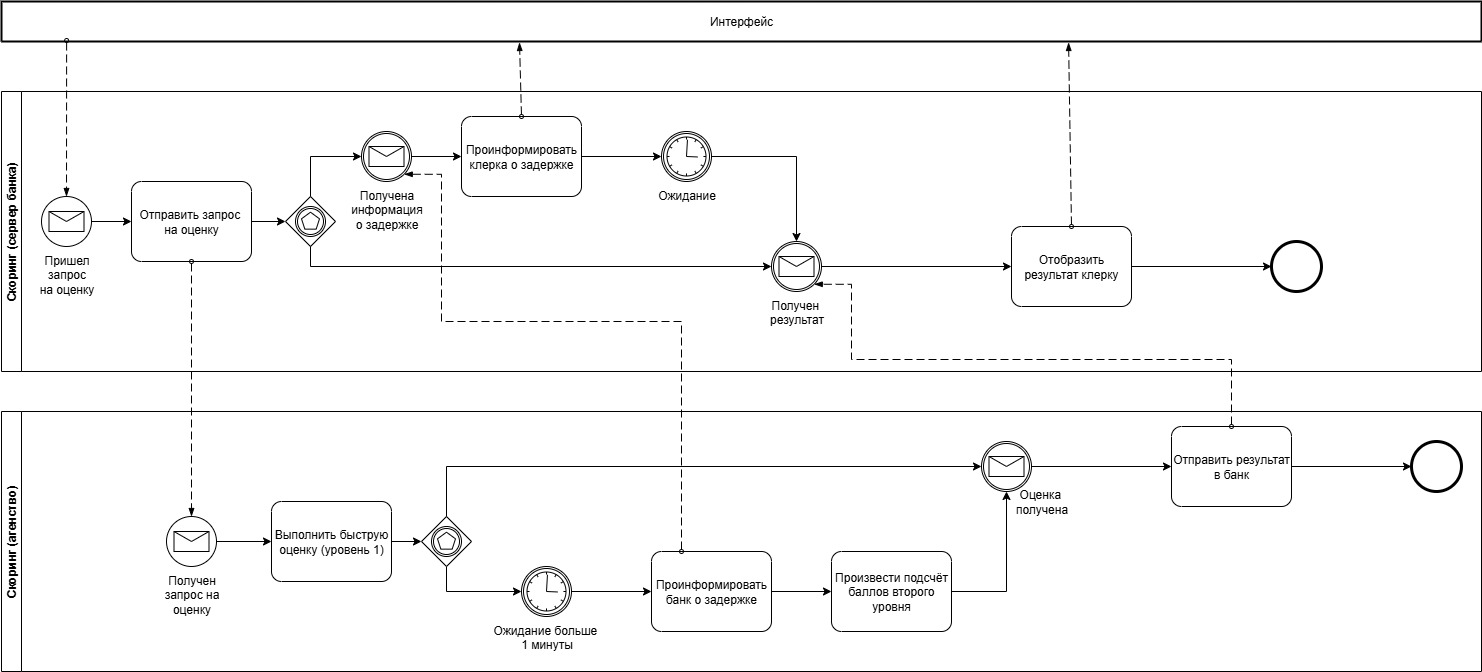 Интерфейс
Скоринг (сервер банка)
Пришел
запрос
на оценку
Отправить запрос
на оценку
Получена
информация
о задержке
Проинформировать
клерка о задержке
Ожидание
Получен
результат
Отобразить
результат клерку
Скоринг (агенство)
Получен
запрос на
оценку
Выполнить быструю
оценку (уровень 1)
Ожидание больше
1 минуты
Проинформировать
банк о задержке
Произвести подсчёт
баллов второго
уровня
Оценка
получена
Отправить результат
в банк